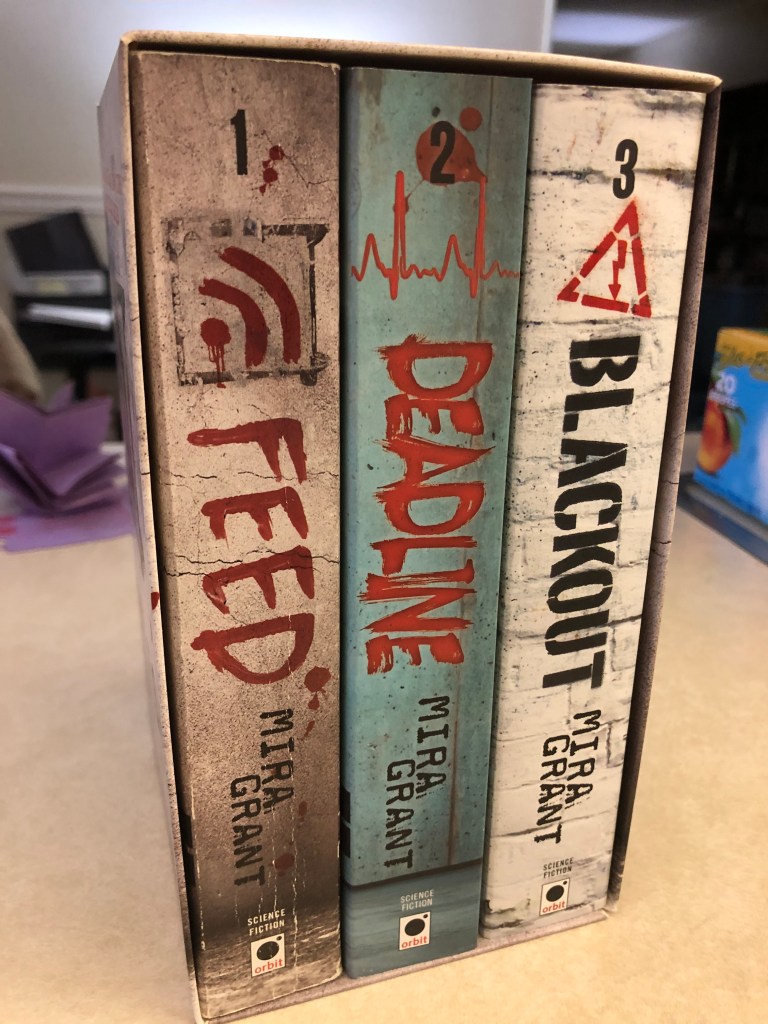 1
FEED
MIRA
GRANT
SCIENCE
FICTION
orbit
2
DEADLINE
MIRA
GRANT
SCIENCE
FICTION
orbit
3
BLACKOUT
MIRA
GRANT
SCIENCE
FICTION
orbit
20